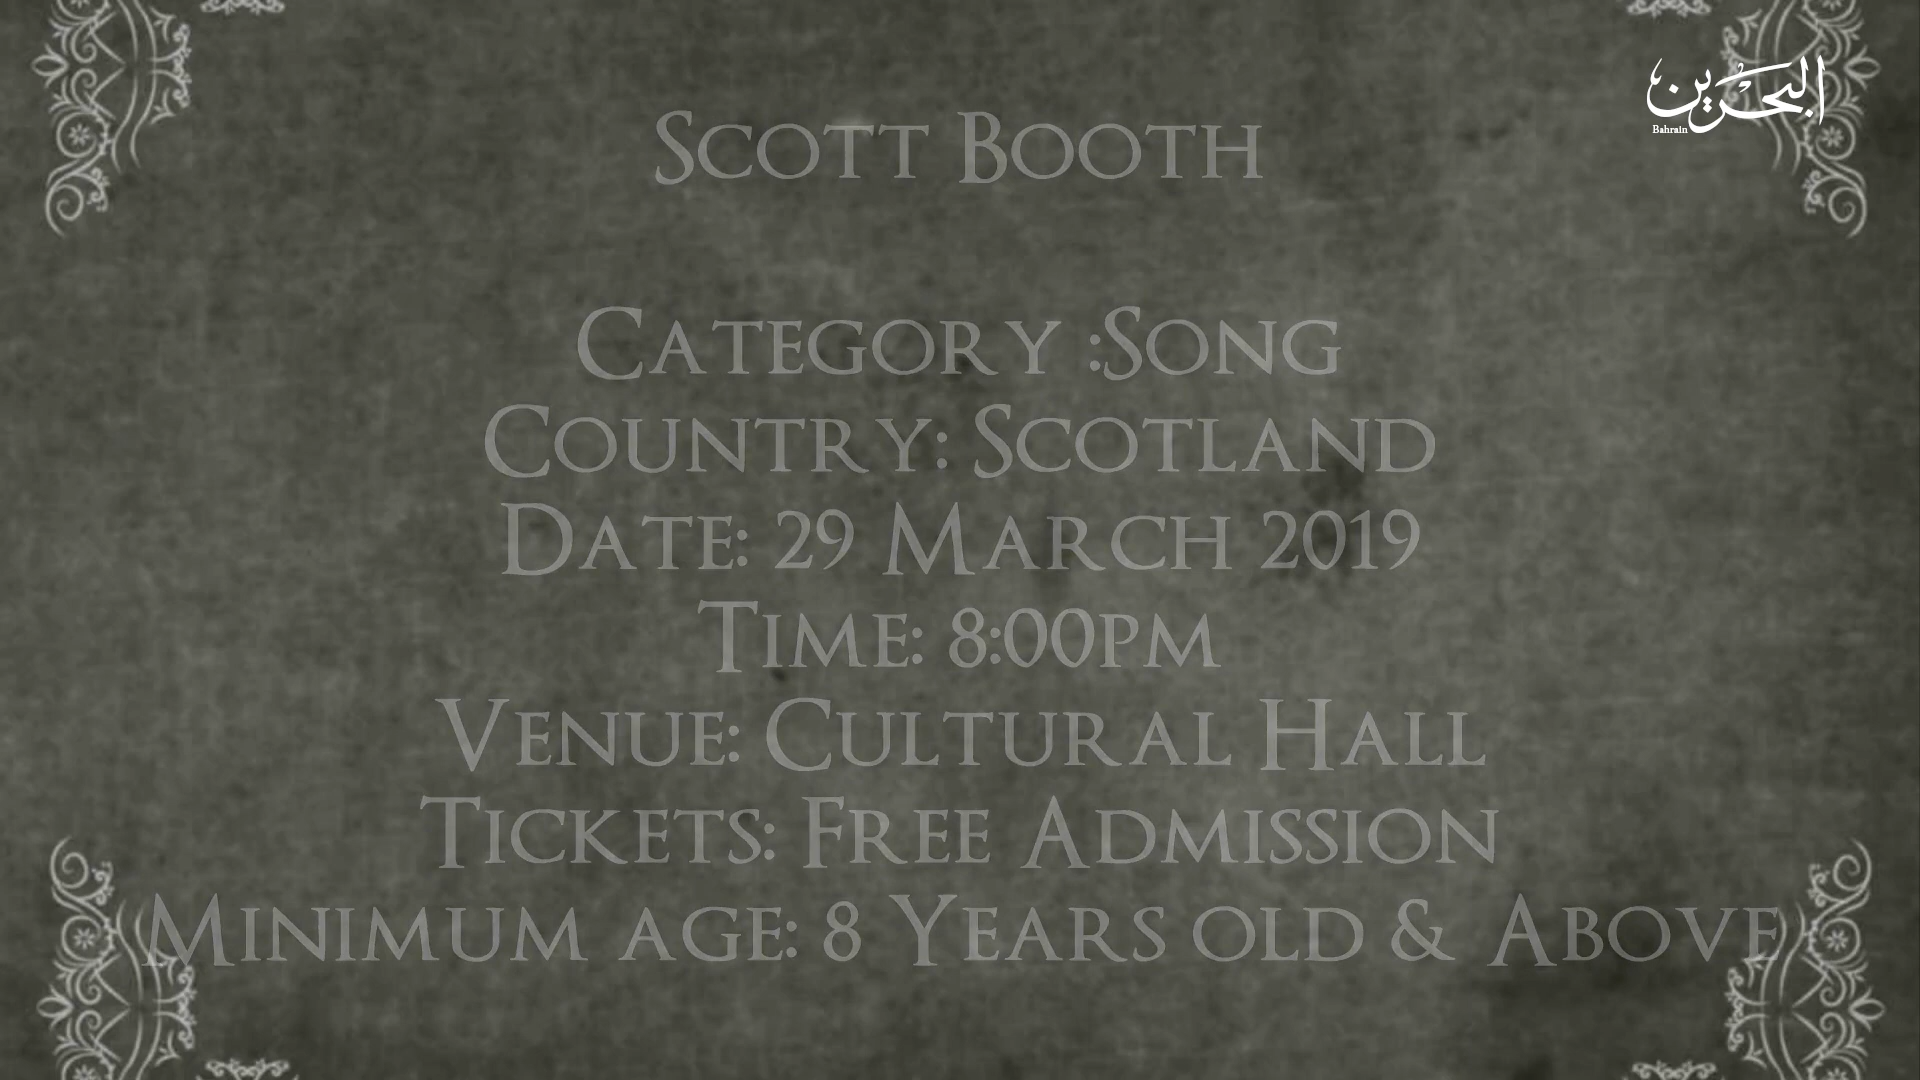 البحرين
Bahrain
Scott Booth
Category :Song
Country: Scotland
Date: 29 March 2019
Time: 8:00pm
Venue: Cultural Hall
Tickets: Free Admission
Minimum age: 8 Years old & Above